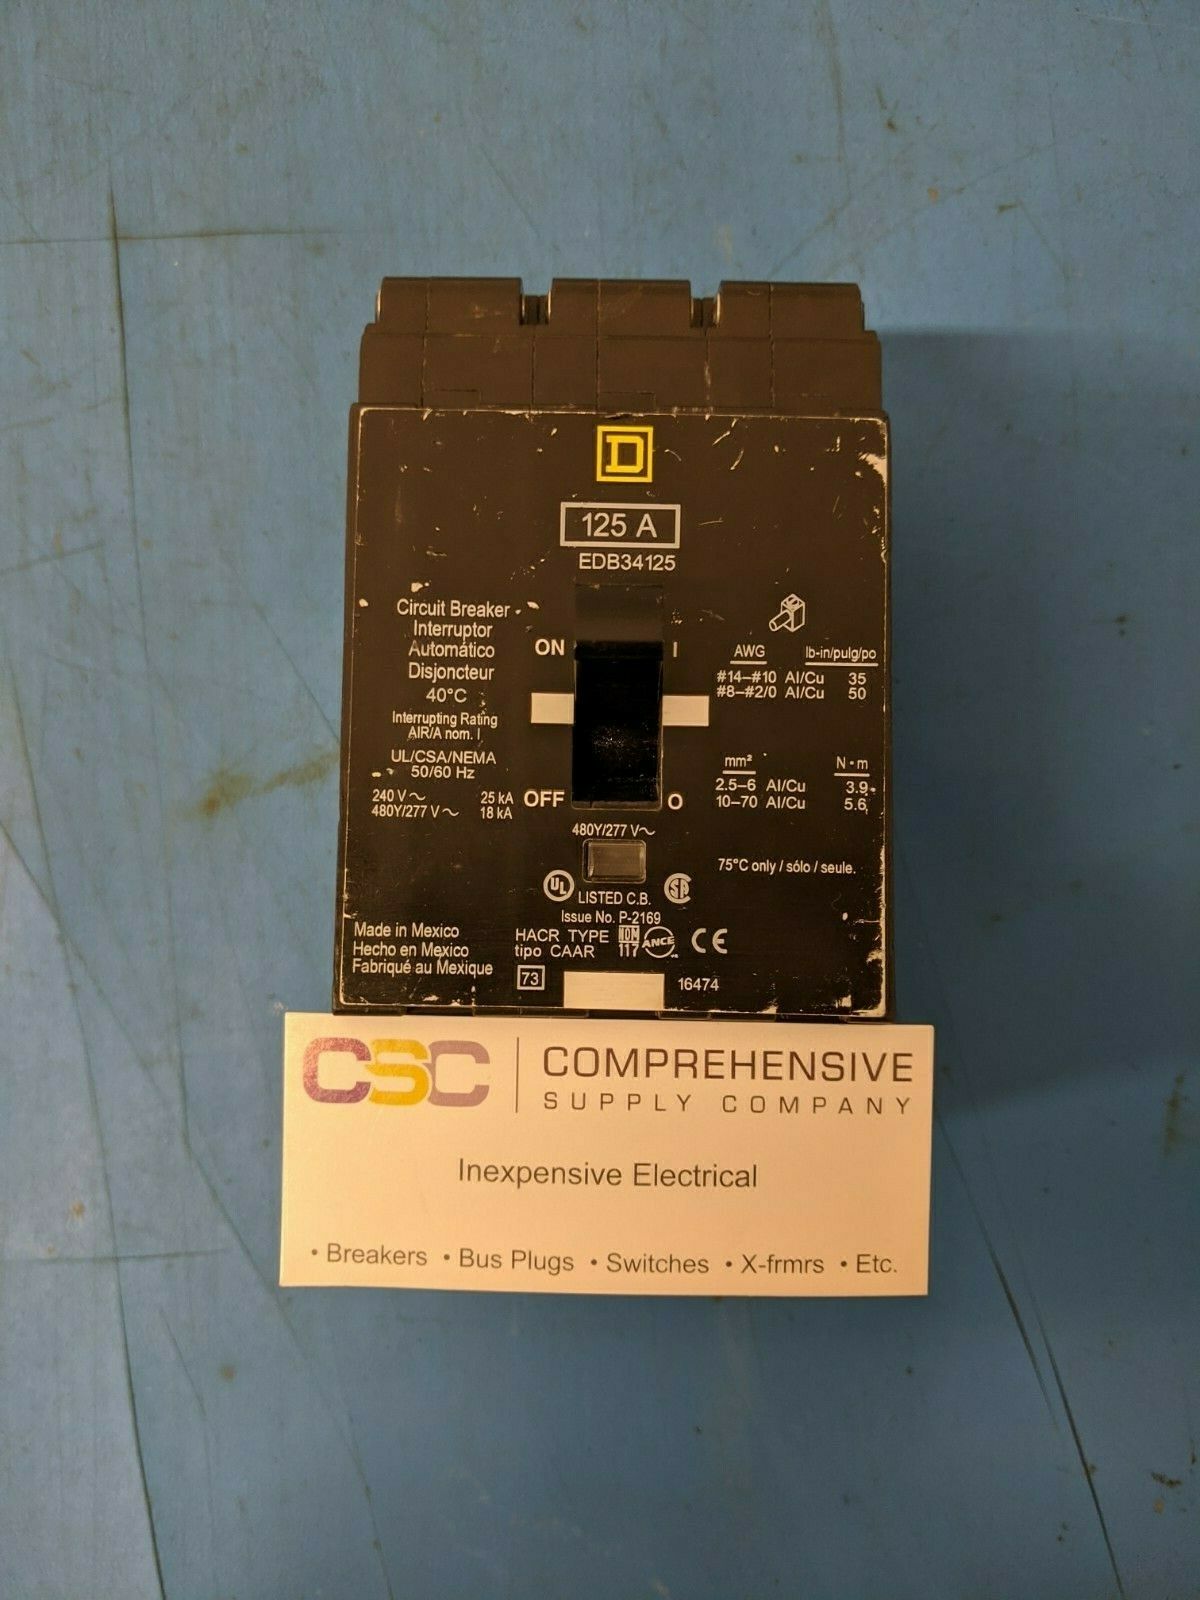 D
125 A
EDB34125
Circuit Breaker
Interruptor
Automático
Disjoncteur
40°C
Interrupting Rating
AIR/A nom. I
UL/CSA/NEMA
50/60 Hz
240 V～ 25 kA
480Y/277 V～ 18 kA
ON I
OFF O
AWG lb-in/pulg/po
#14–#10 Al/Cu 35
#8–#2/0 Al/Cu 50
mm² N•m
2.5–6 Al/Cu 3.9
10–70 Al/Cu 5.6
75°C only / sólo / seule.
480Y/277 V～
UL LISTED C.B. SA
Issue No. P-2169
HACR TYPE
tipo CAAR
117 ANCE CE
Made in Mexico
Hecho en Mexico
Fabriqué au Mexique
73
16474
CSC COMPREHENSIVE
SUPPLY COMPANY
Inexpensive Electrical
• Breakers • Bus Plugs • Switches • X-frmrs • Etc.